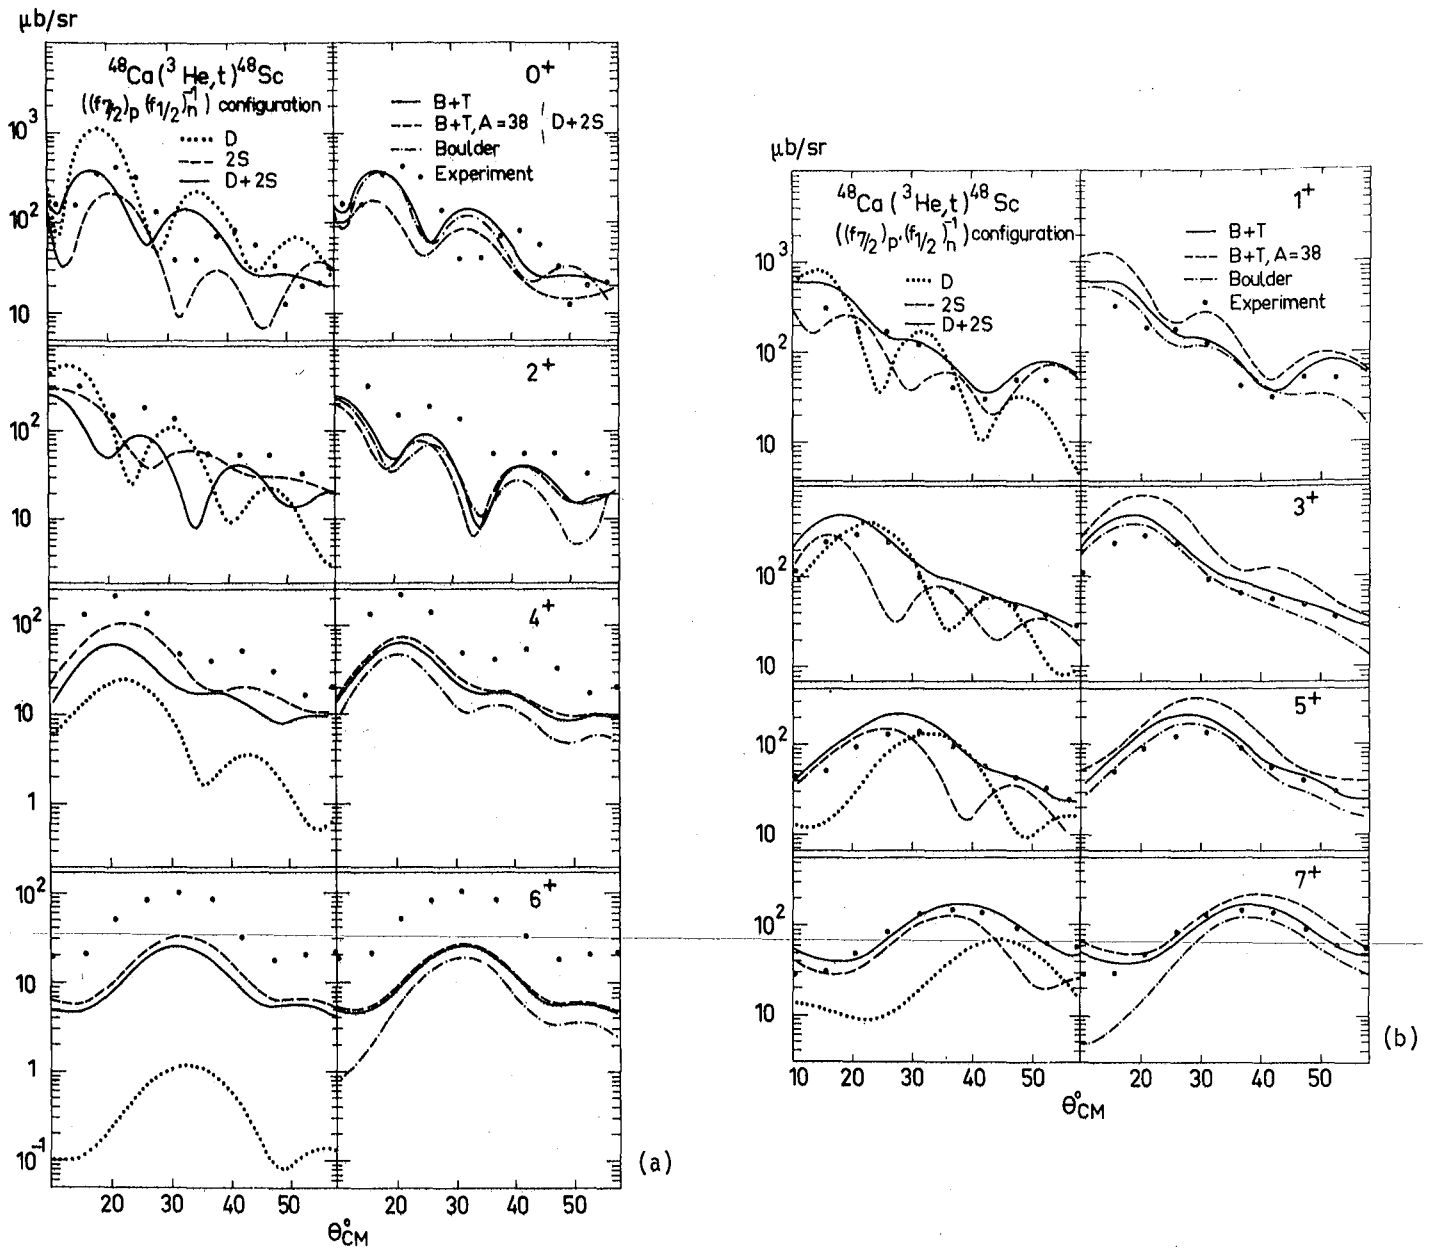 μb/sr
⁴⁸Ca(³He,t)⁴⁸Sc
((f7/2)p (f1/2)n⁻¹) configuration
D
2S
D+2S
0⁺
B+T
B+T, A=38
D+2S
Boulder
Experiment
10³
10²
10
2⁺
10²
10
4⁺
10²
10
1
6⁺
10²
10
1
10⁻¹
20 30 40 50 20 30 40 50
θ°CM
(a)
μb/sr
⁴⁸Ca(³He,t)⁴⁸Sc
((f7/2)p,(f1/2)n⁻¹) configuration
D
2S
D+2S
1⁺
B+T
B+T, A=38
Boulder
Experiment
10³
10²
10
3⁺
10²
10
5⁺
10²
10
7⁺
10²
10
10 20 30 40 50 20 30 40 50
θ°CM
(b)